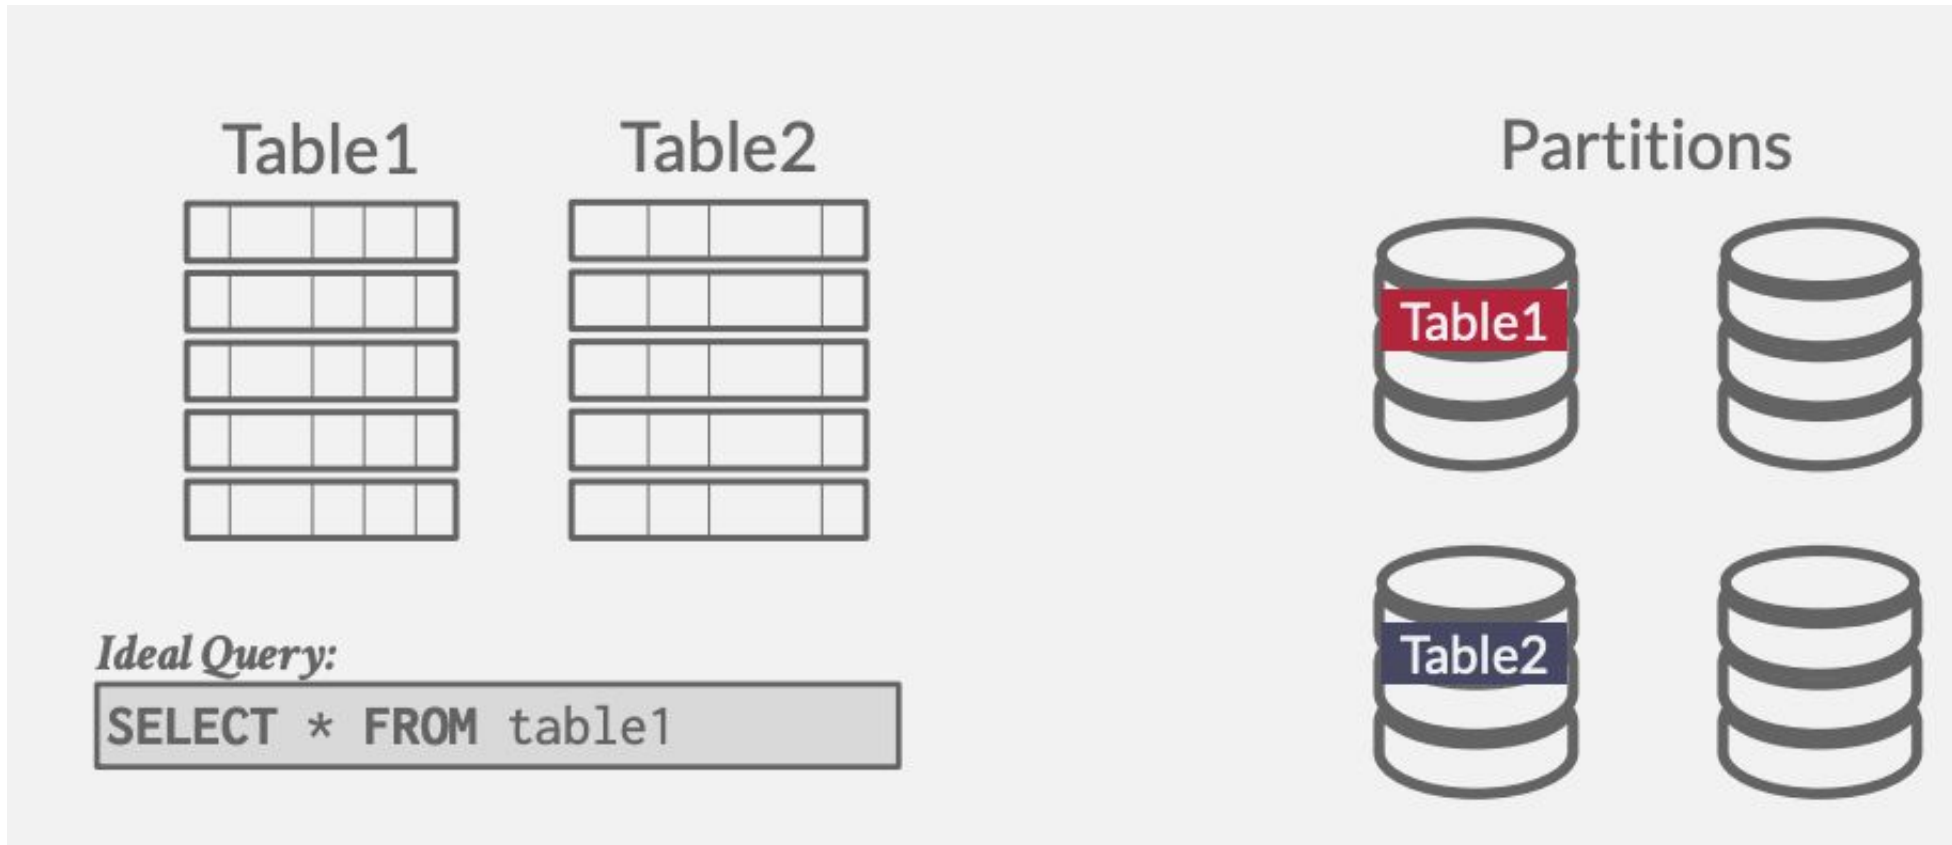 Table1
Table2
Partitions
Table1
Table2
Ideal Query:
SELECT * FROM table1